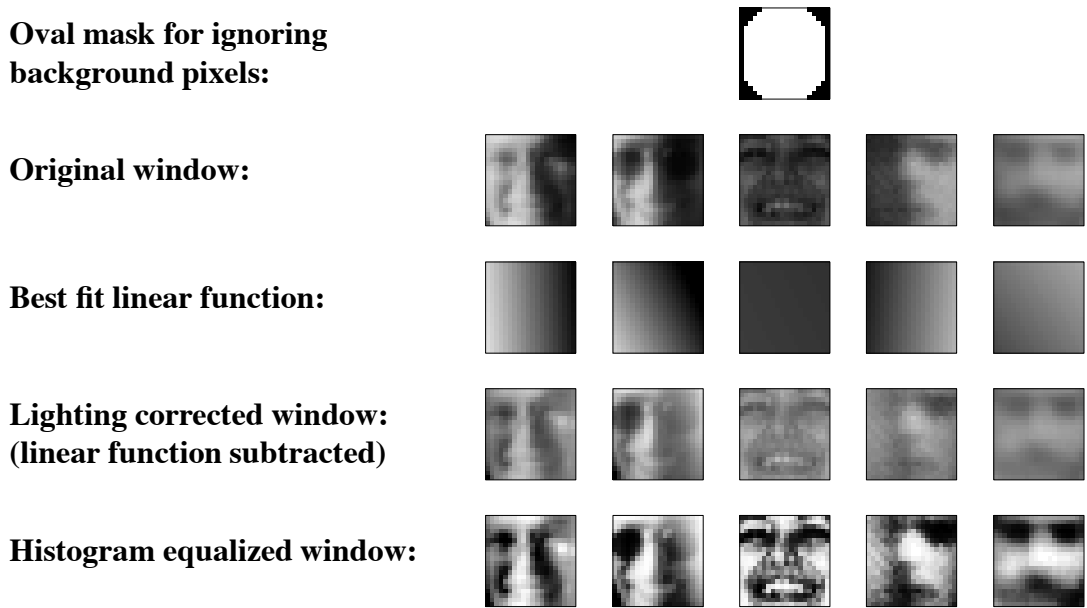 Oval mask for ignoring
background pixels:
Original window:
Best fit linear function:
Lighting corrected window:
(linear function subtracted)
Histogram equalized window: